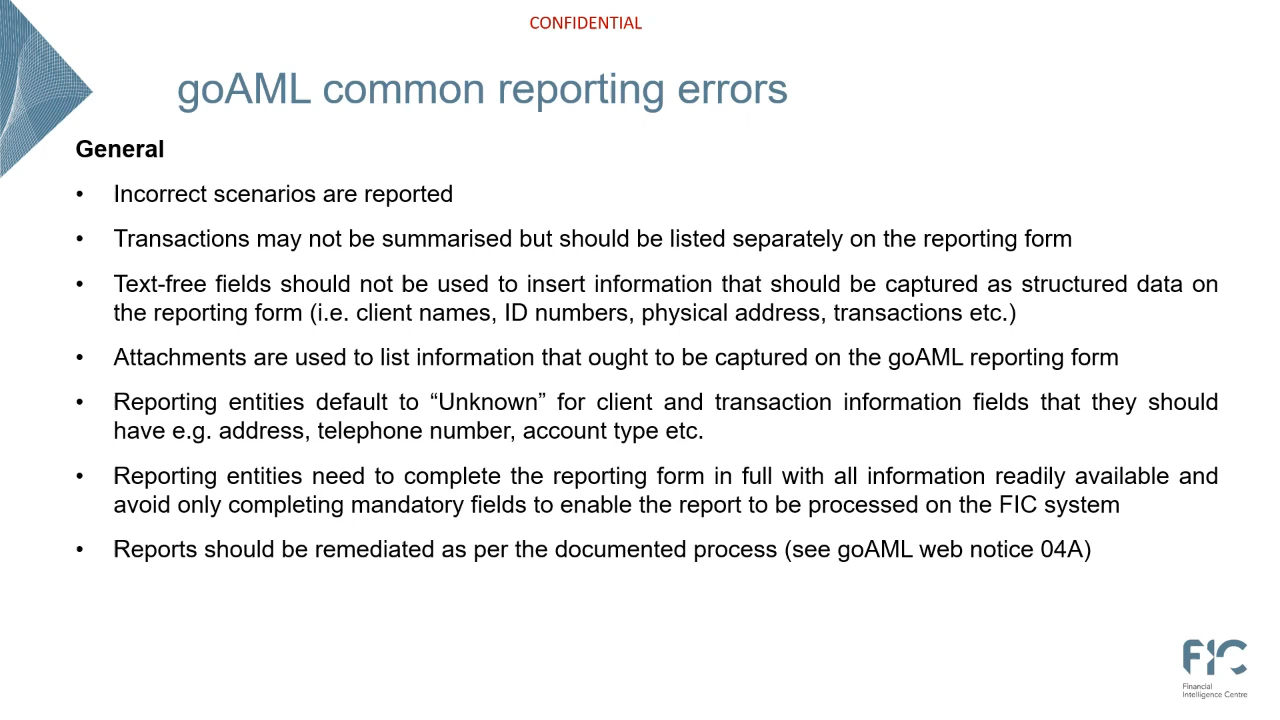 CONFIDENTIAL
goAML common reporting errors
General
• Incorrect scenarios are reported
• Transactions may not be summarised but should be listed separately on the reporting form
• Text-free fields should not be used to insert information that should be captured as structured data on
the reporting form (i.e. client names, ID numbers, physical address, transactions etc.)
• Attachments are used to list information that ought to be captured on the goAML reporting form
• Reporting entities default to “Unknown” for client and transaction information fields that they should
have e.g. address, telephone number, account type etc.
• Reporting entities need to complete the reporting form in full with all information readily available and
avoid only completing mandatory fields to enable the report to be processed on the FIC system
• Reports should be remediated as per the documented process (see goAML web notice 04A)
FIC
Financial
Intelligence Centre